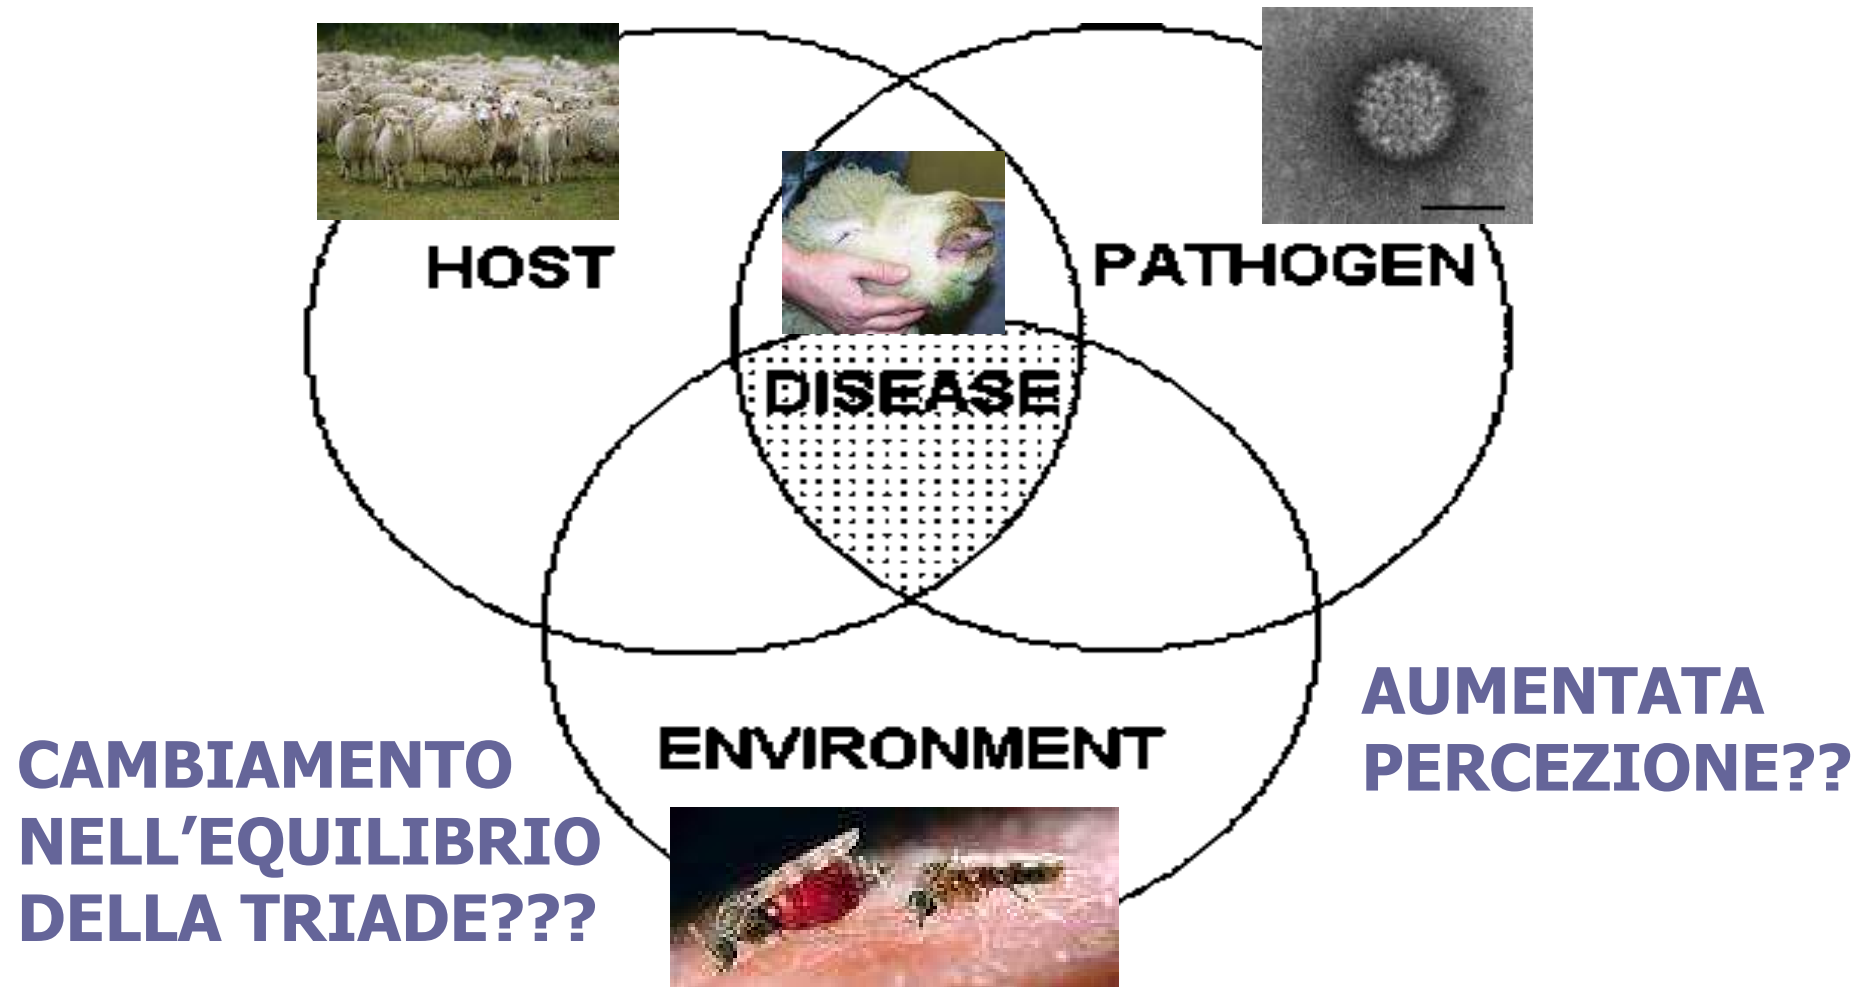 HOST
PATHOGEN
DISEASE
ENVIRONMENT
CAMBIAMENTO
NELL’EQUILIBRIO
DELLA TRIADE???
AUMENTATA
PERCEZIONE??